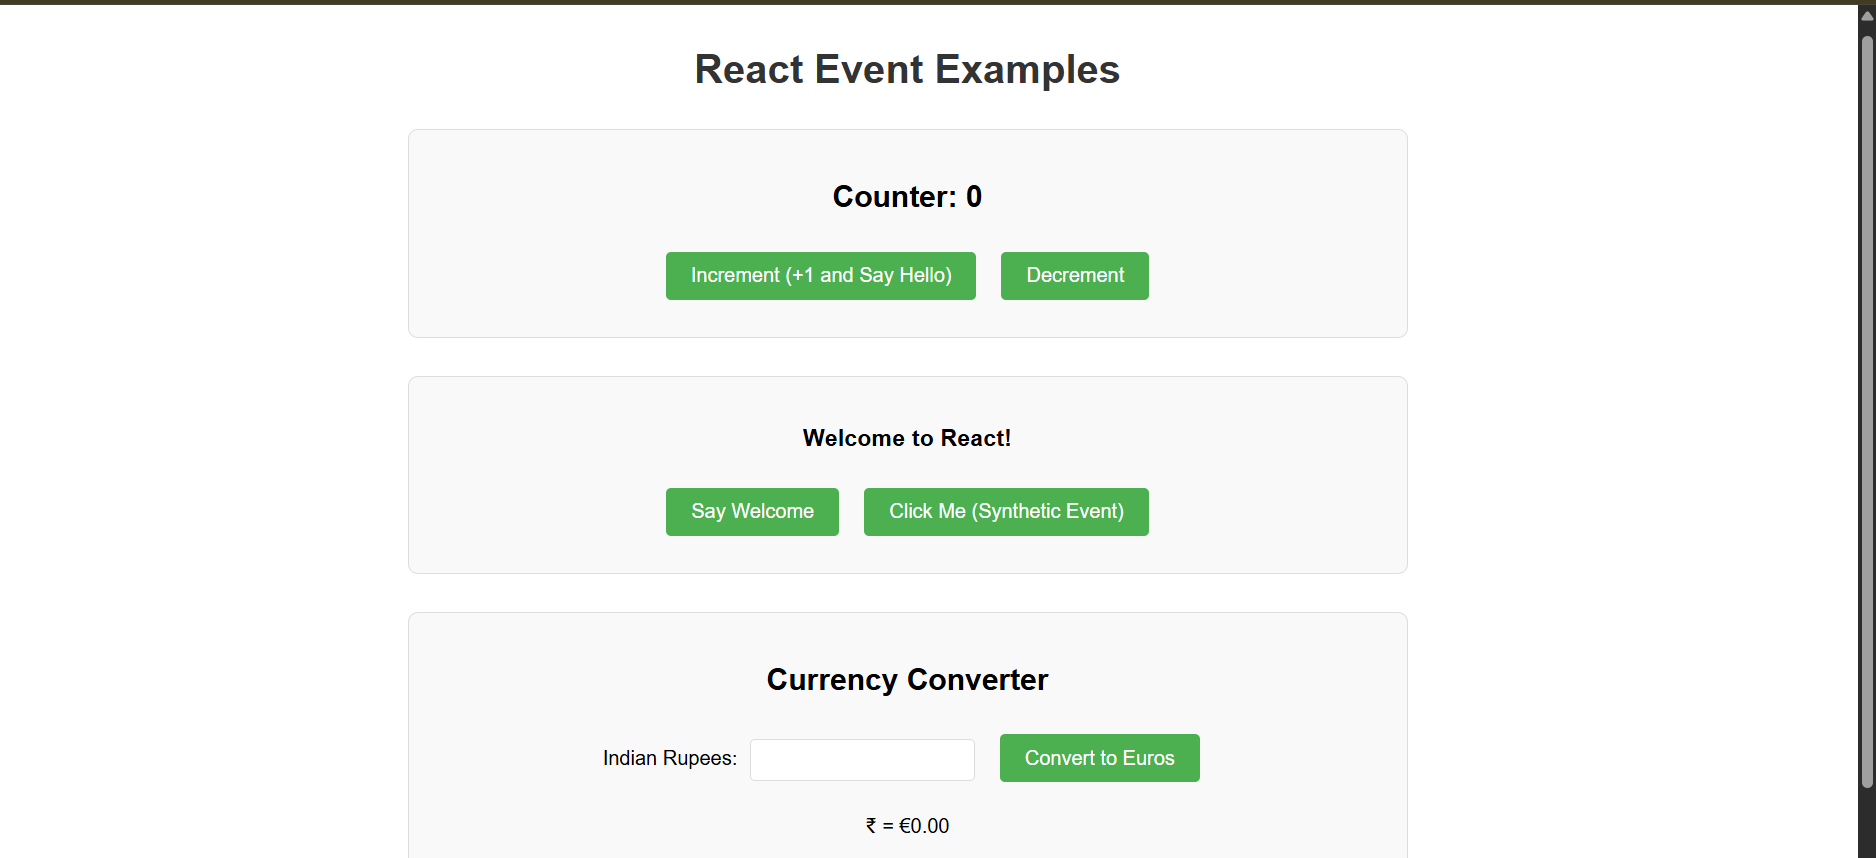 React Event Examples
Counter: 0
Increment (+1 and Say Hello) Decrement
Welcome to React!
Say Welcome Click Me (Synthetic Event)
Currency Converter
Indian Rupees: Convert to Euros
₹ = €0.00